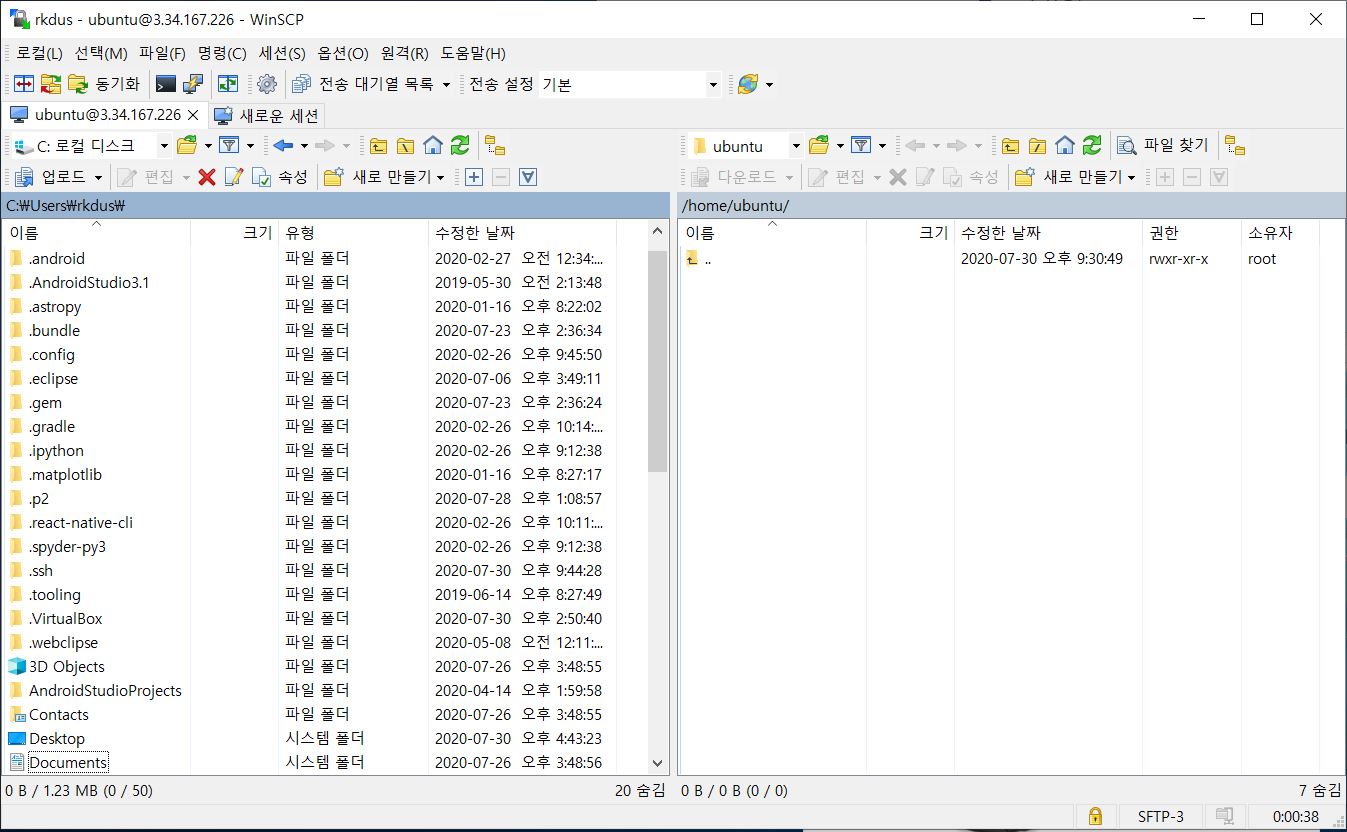 rkdus - ubuntu@3.34.167.226 - WinSCP
로컬(L) 선택(M) 파일(F) 명령(C) 세션(S) 옵션(O) 원격(R) 도움말(H)
동기화 전송 대기열 목록 전송 설정 기본
ubuntu@3.34.167.226 새로운 세션
C: 로컬 디스크 ubuntu 파일 찾기
업로드 편집 속성 새로 만들기 다운로드 편집 속성 새로 만들기
C:₩Users₩rkdus₩ /home/ubuntu/
이름 크기 유형 수정한 날짜 이름 크기 수정한 날짜 권한 소유자
.android 파일 폴더 2020-02-27 오전 12:34:... .. 2020-07-30 오후 9:30:49 rwxr-xr-x root
.AndroidStudio3.1 파일 폴더 2019-05-30 오전 2:13:48
.astropy 파일 폴더 2020-01-16 오후 8:22:02
.bundle 파일 폴더 2020-07-23 오후 2:36:34
.config 파일 폴더 2020-02-26 오후 9:45:50
.eclipse 파일 폴더 2020-07-06 오후 3:49:11
.gem 파일 폴더 2020-07-23 오후 2:36:24
.gradle 파일 폴더 2020-02-26 오후 10:14:...
.ipython 파일 폴더 2020-02-26 오후 9:12:38
.matplotlib 파일 폴더 2020-01-16 오후 8:27:17
.p2 파일 폴더 2020-07-28 오후 1:08:57
.react-native-cli 파일 폴더 2020-02-26 오후 10:11:...
.spyder-py3 파일 폴더 2020-02-26 오후 9:12:38
.ssh 파일 폴더 2020-07-30 오후 9:44:28
.tooling 파일 폴더 2019-06-14 오후 8:27:49
.VirtualBox 파일 폴더 2020-07-30 오후 2:50:40
.webclipse 파일 폴더 2020-05-08 오전 12:11:...
3D Objects 파일 폴더 2020-07-26 오후 3:48:55
AndroidStudioProjects 파일 폴더 2020-04-14 오후 1:59:58
Contacts 파일 폴더 2020-07-26 오후 3:48:55
Desktop 시스템 폴더 2020-07-30 오후 4:43:23
Documents 시스템 폴더 2020-07-26 오후 3:48:56
0 B / 1.23 MB (0 / 50) 20 숨김 0 B / 0 B (0 / 0) 7 숨김
SFTP-3 0:00:38